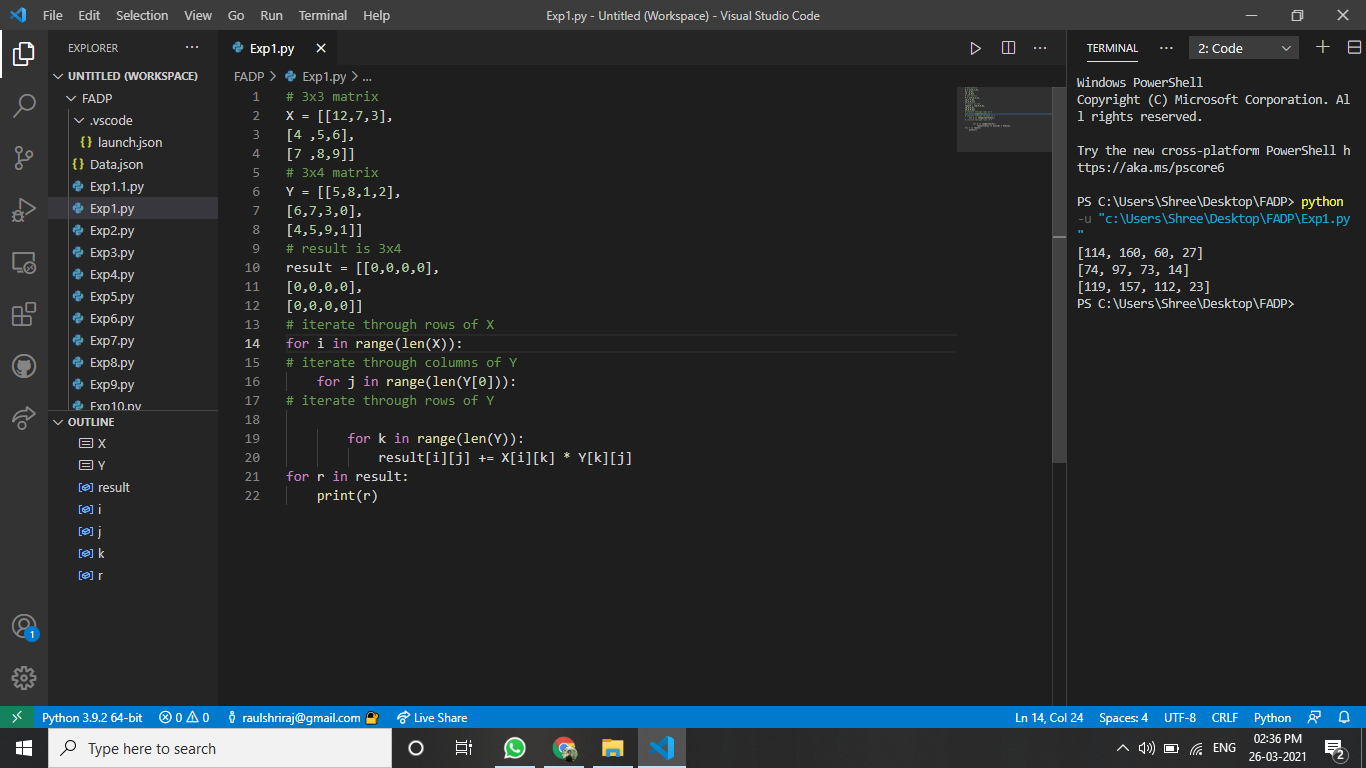 File Edit Selection View Go Run Terminal Help
Exp1.py - Untitled (Workspace) - Visual Studio Code
EXPLORER
UNTITLED (WORKSPACE)
FADP
.vscode
launch.json
Data.json
Exp1.1.py
Exp1.py
Exp2.py
Exp3.py
Exp4.py
Exp5.py
Exp6.py
Exp7.py
Exp8.py
Exp9.py
Exp10.py
OUTLINE
X
Y
result
i
j
k
r
1
Exp1.py
FADP > Exp1.py > ...
1 # 3x3 matrix
2 X = [[12,7,3],
3 [4 ,5,6],
4 [7 ,8,9]]
5 # 3x4 matrix
6 Y = [[5,8,1,2],
7 [6,7,3,0],
8 [4,5,9,1]]
9 # result is 3x4
10 result = [[0,0,0,0],
11 [0,0,0,0],
12 [0,0,0,0]]
13 # iterate through rows of X
14 for i in range(len(X)):
15 # iterate through columns of Y
16     for j in range(len(Y[0])):
17 # iterate through rows of Y
18
19         for k in range(len(Y)):
20             result[i][j] += X[i][k] * Y[k][j]
21 for r in result:
22     print(r)
TERMINAL ... 2: Code
Windows PowerShell
Copyright (C) Microsoft Corporation. Al
l rights reserved.
Try the new cross-platform PowerShell h
ttps://aka.ms/pscore6
PS C:\Users\Shree\Desktop\FADP> python
-u "c:\Users\Shree\Desktop\FADP\Exp1.py
"
[114, 160, 60, 27]
[74, 97, 73, 14]
[119, 157, 112, 23]
PS C:\Users\Shree\Desktop\FADP>
Python 3.9.2 64-bit 0 0 raulshriraj@gmail.com Live Share
Ln 14, Col 24 Spaces: 4 UTF-8 CRLF Python
Type here to search
ENG
02:36 PM
26-03-2021
2